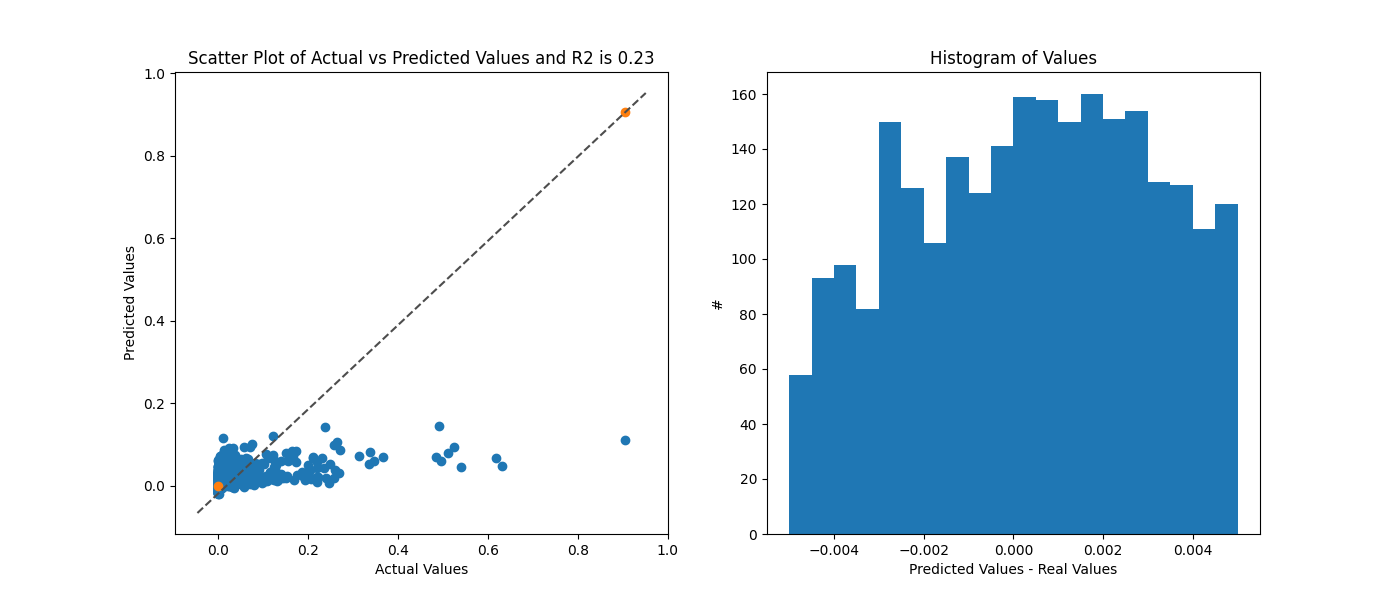 Scatter Plot of Actual vs Predicted Values and R2 is 0.23
1.0
0.8
0.6
0.4
0.2
0.0
Predicted Values
0.0 0.2 0.4 0.6 0.8 1.0
Actual Values
Histogram of Values
160
140
120
100
80
60
40
20
0
#
−0.004 −0.002 0.000 0.002 0.004
Predicted Values - Real Values